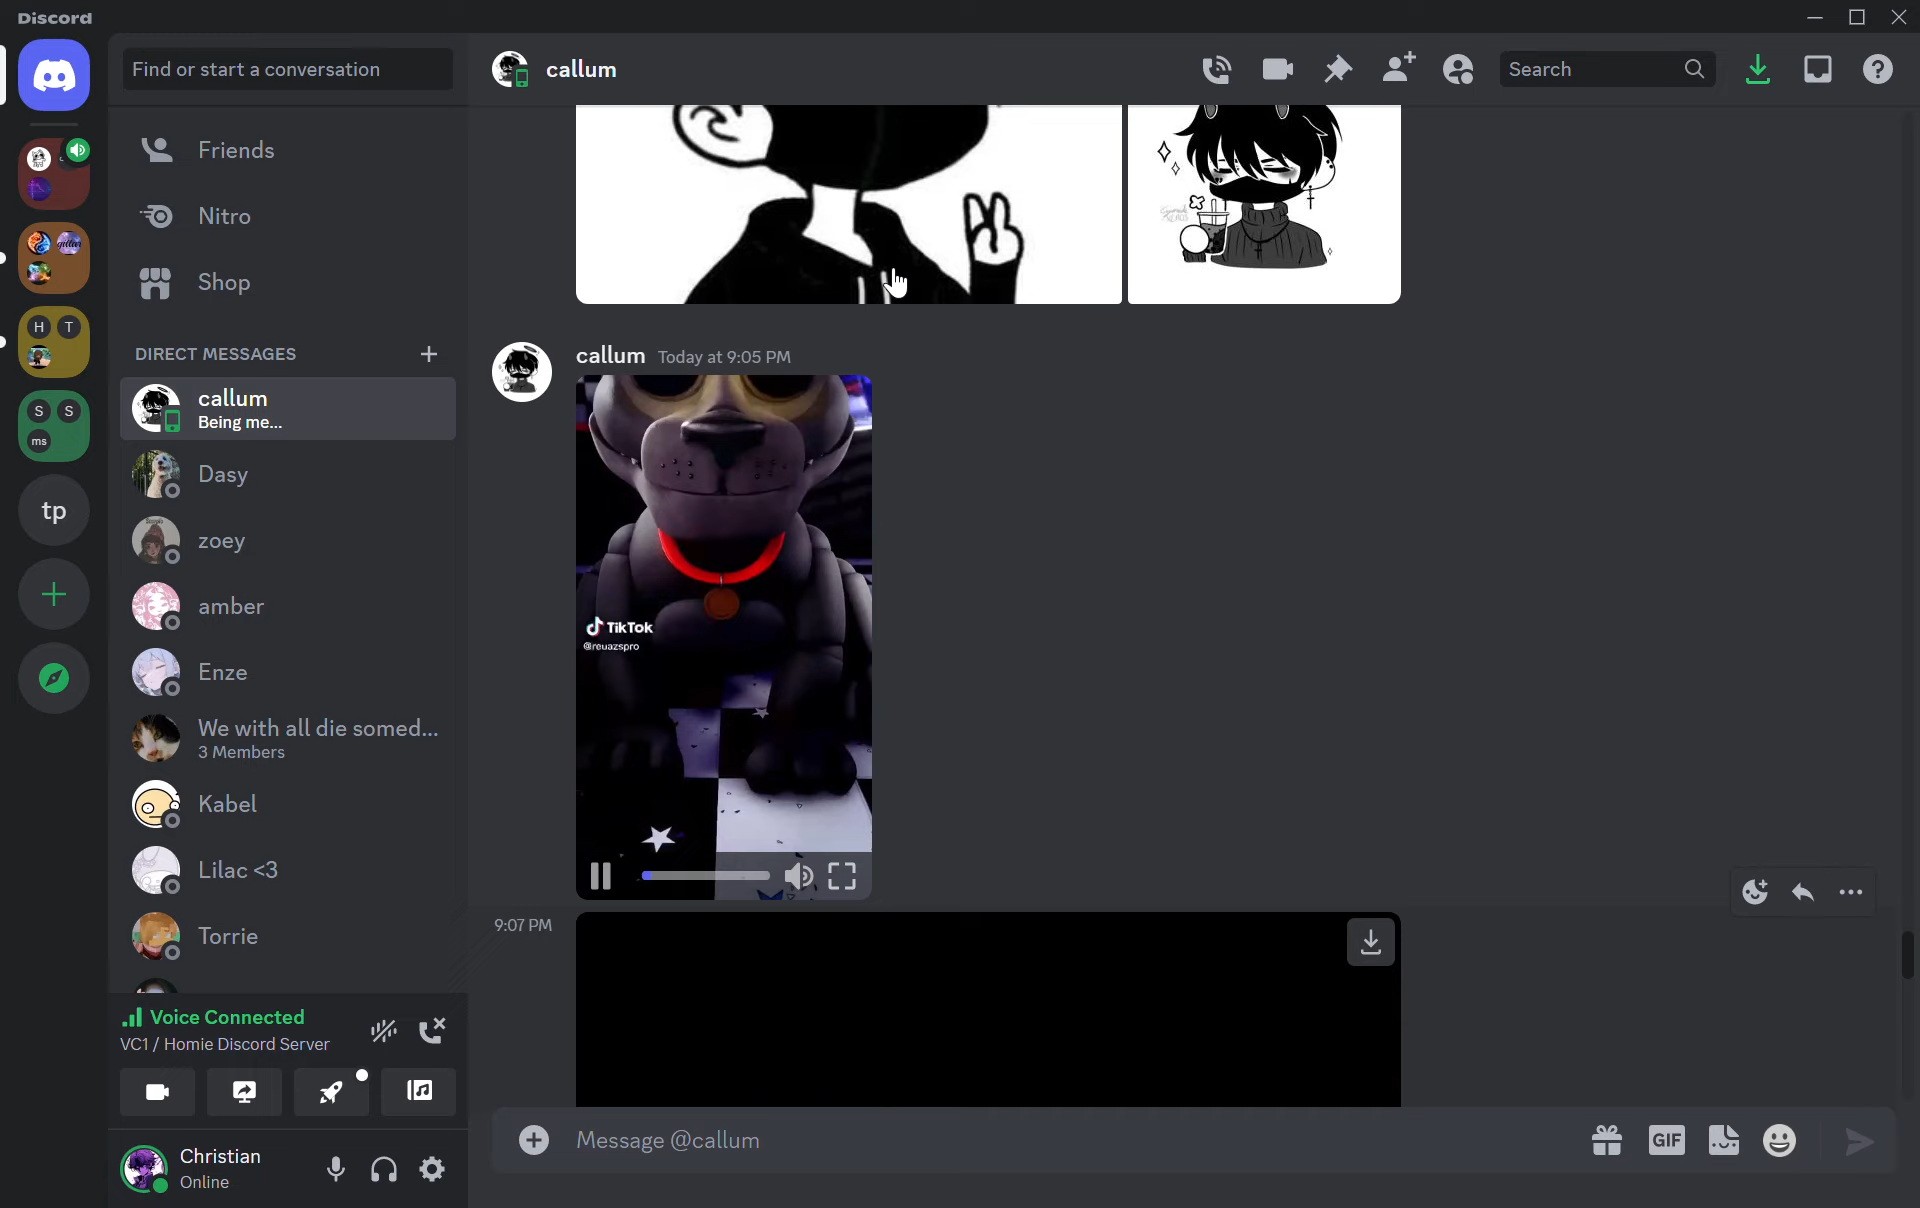 Discord
Find or start a conversation
callum
Search
Friends
Nitro
Shop
DIRECT MESSAGES
callum
Being me...
Dasy
zoey
amber
Enze
We with all die somed...
3 Members
Kabel
Lilac <3
Torrie
H T
S S
ms
tp
callum Today at 9:05 PM
TikTok
@reuazspro
9:07 PM
Voice Connected
VC1 / Homie Discord Server
Christian
Online
Message @callum
GIF